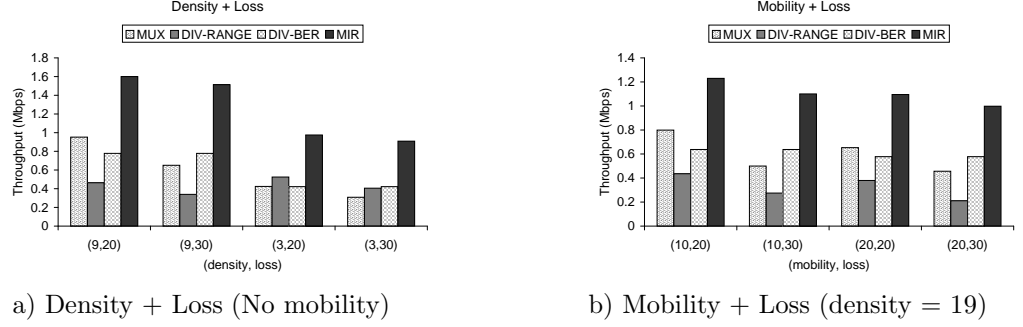 Density + Loss
MUX DIV-RANGE DIV-BER MIR
Throughput (Mbps)
1.8
1.6
1.4
1.2
1
0.8
0.6
0.4
0.2
0
(9,20) (9,30) (3,20) (3,30)
(density, loss)
a) Density + Loss (No mobility)
Mobility + Loss
MUX DIV-RANGE DIV-BER MIR
Throughput (Mbps)
1.4
1.2
1
0.8
0.6
0.4
0.2
0
(10,20) (10,30) (20,20) (20,30)
(mobility, loss)
b) Mobility + Loss (density = 19)